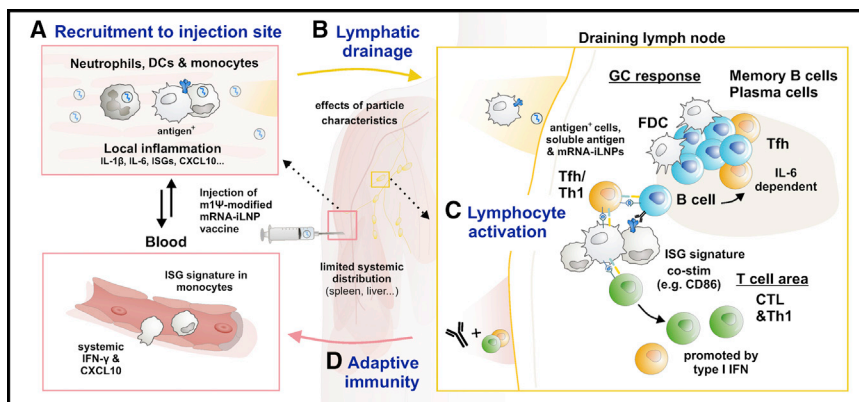 A Recruitment to injection site
Neutrophils, DCs & monocytes
antigen⁺
Local inflammation
IL-1β, IL-6, ISGs, CXCL10...
Injection of
m1Ψ-modified
mRNA-iLNP
vaccine
Blood
ISG signature in
monocytes
systemic
IFN-γ &
CXCL10
B Lymphatic
drainage
effects of particle
characteristics
limited systemic
distribution
(spleen, liver...)
Draining lymph node
GC response
Memory B cells
Plasma cells
antigen⁺ cells,
soluble antigen
& mRNA-iLNPs
FDC
Tfh
IL-6
dependent
Tfh/
Th1
B cell
C Lymphocyte
activation
ISG signature
co-stim
(e.g. CD86)
T cell area
CTL
&Th1
promoted by
type I IFN
D Adaptive
immunity
+